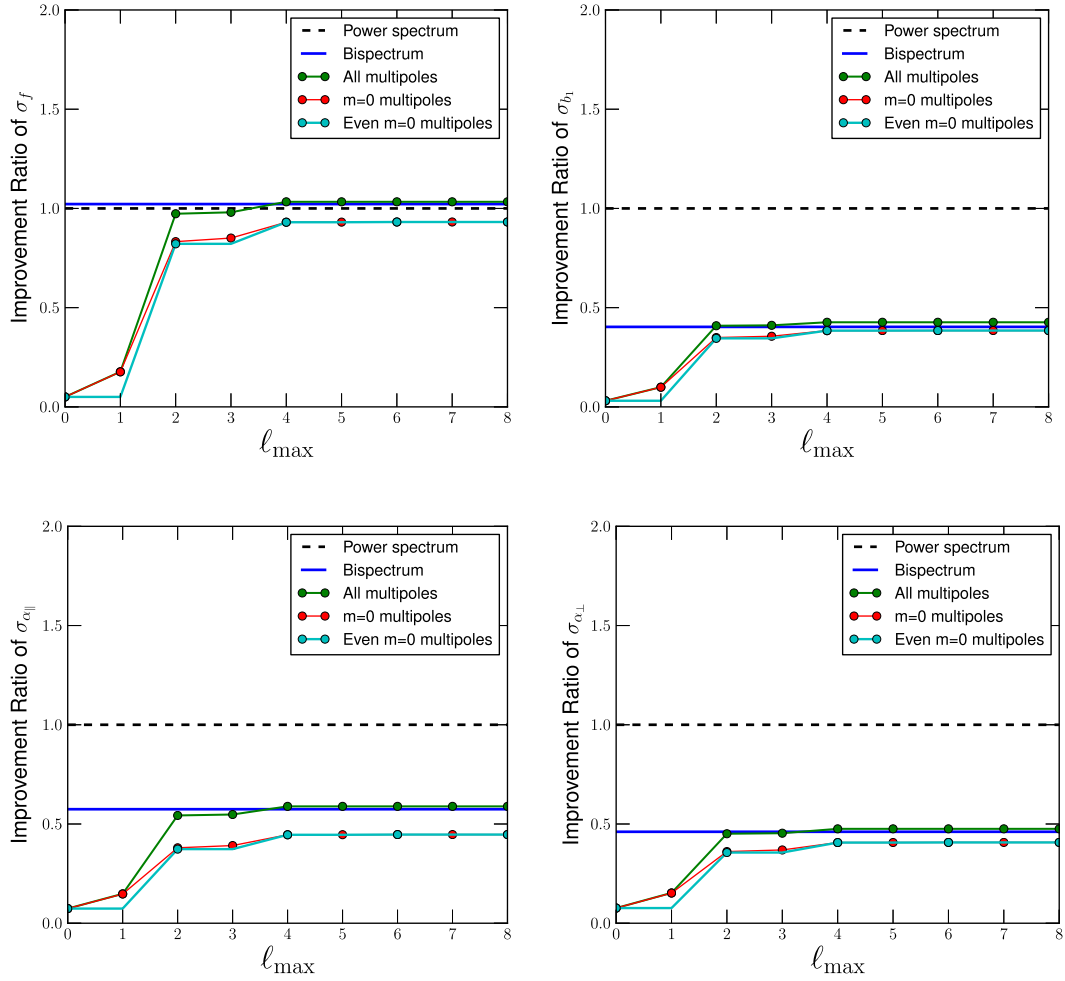 Improvement Ratio of σ_f
2.0
1.5
1.0
0.5
0.0
Power spectrum
Bispectrum
All multipoles
m=0 multipoles
Even m=0 multipoles
0 1 2 3 4 5 6 7 8
ℓ_max
Improvement Ratio of σ_{b_1}
2.0
1.5
1.0
0.5
0.0
Power spectrum
Bispectrum
All multipoles
m=0 multipoles
Even m=0 multipoles
0 1 2 3 4 5 6 7 8
ℓ_max
Improvement Ratio of σ_{α_∥}
2.0
1.5
1.0
0.5
0.0
Power spectrum
Bispectrum
All multipoles
m=0 multipoles
Even m=0 multipoles
0 1 2 3 4 5 6 7 8
ℓ_max
Improvement Ratio of σ_{α_⊥}
2.0
1.5
1.0
0.5
0.0
Power spectrum
Bispectrum
All multipoles
m=0 multipoles
Even m=0 multipoles
0 1 2 3 4 5 6 7 8
ℓ_max